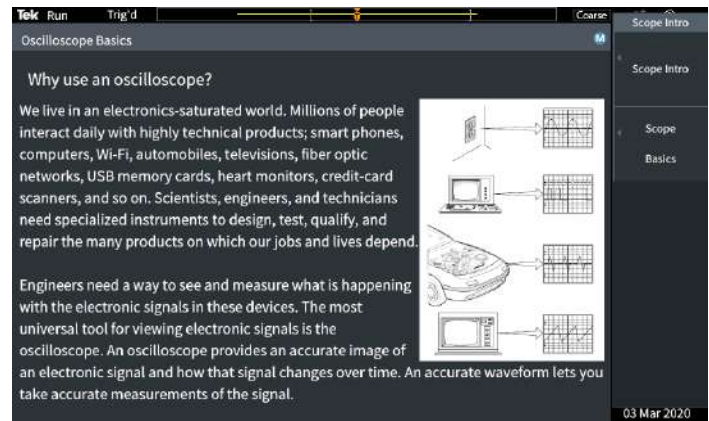 Tek Run Trig'd Coarse
Scope Intro
Oscilloscope Basics M
Scope Intro
Why use an oscilloscope?
We live in an electronics-saturated world. Millions of people
interact daily with highly technical products; smart phones,
computers, Wi-Fi, automobiles, televisions, fiber optic
networks, USB memory cards, heart monitors, credit-card
scanners, and so on. Scientists, engineers, and technicians
need specialized instruments to design, test, qualify, and
repair the many products on which our jobs and lives depend.
Scope
Basics
Engineers need a way to see and measure what is happening
with the electronic signals in these devices. The most
universal tool for viewing electronic signals is the
oscilloscope. An oscilloscope provides an accurate image of
an electronic signal and how that signal changes over time. An accurate waveform lets you
take accurate measurements of the signal.
03 Mar 2020